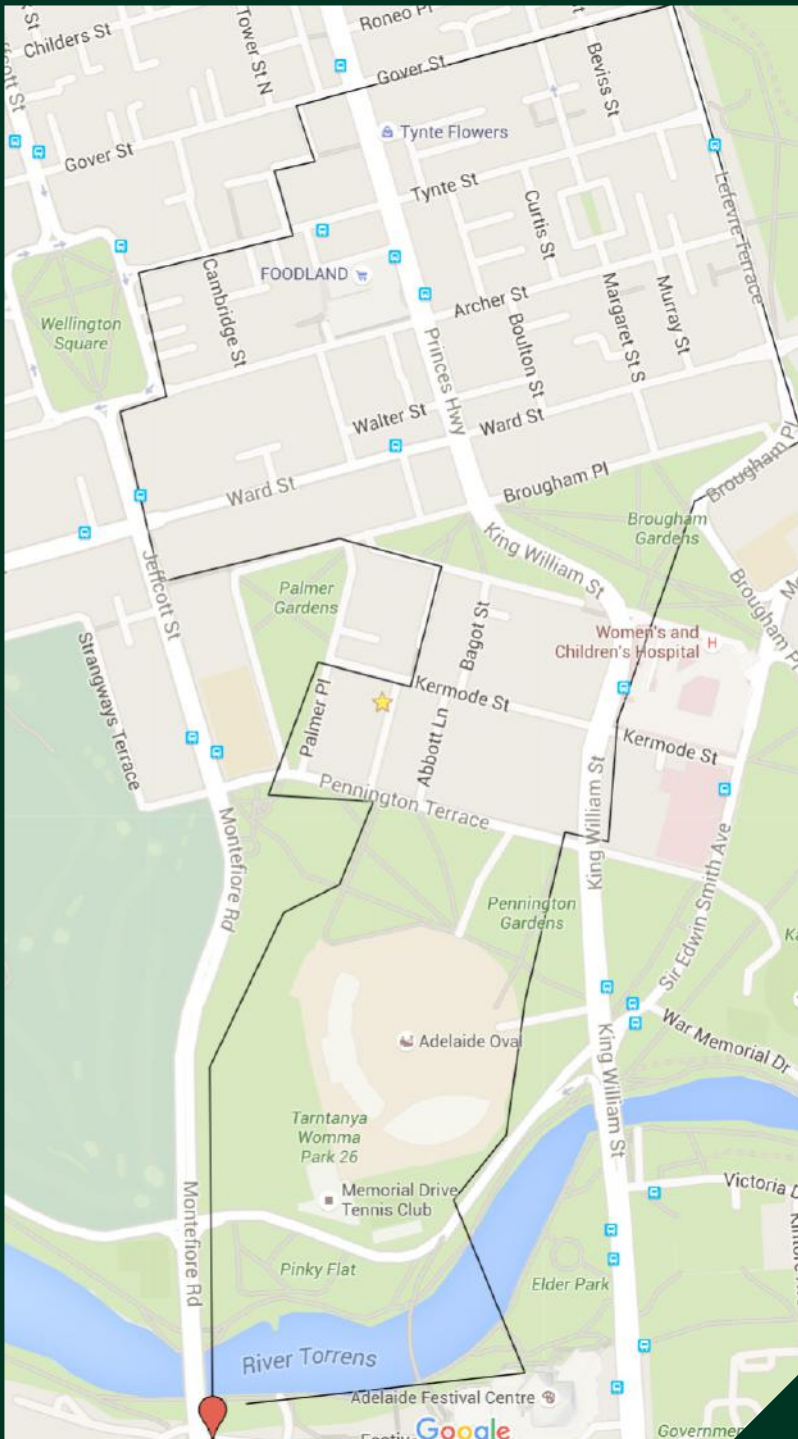 Roneo Pl
Childers St
Tower St N
Gover St
Beviss St
Tynte Flowers
Gover St
Tynte St
Lefevre Terrace
Curtis St
FOODLAND
Cambridge St
Archer St
Margaret St S
Murray St
Wellington
Square
Boulton St
Princes Hwy
Walter St
Ward St
Brougham Pl
Ward St
Brougham Pl
King William St
Brougham
Gardens
Jeffcott St
Palmer
Gardens
Bagot St
Women's and
Children's Hospital
H
Strangways Terrace
Kermode St
Palmer Pl
Abbott Ln
Kermode St
Pennington Terrace
King William St
Montefiore Rd
Pennington
Gardens
Sir Edwin Smith Ave
Adelaide Oval
War Memorial Dr
King William St
Tarntanya
Womma
Park 26
Memorial Drive
Tennis Club
Victoria D
Montefiore Rd
Pinky Flat
Elder Park
River Torrens
Adelaide Festival Centre
Google